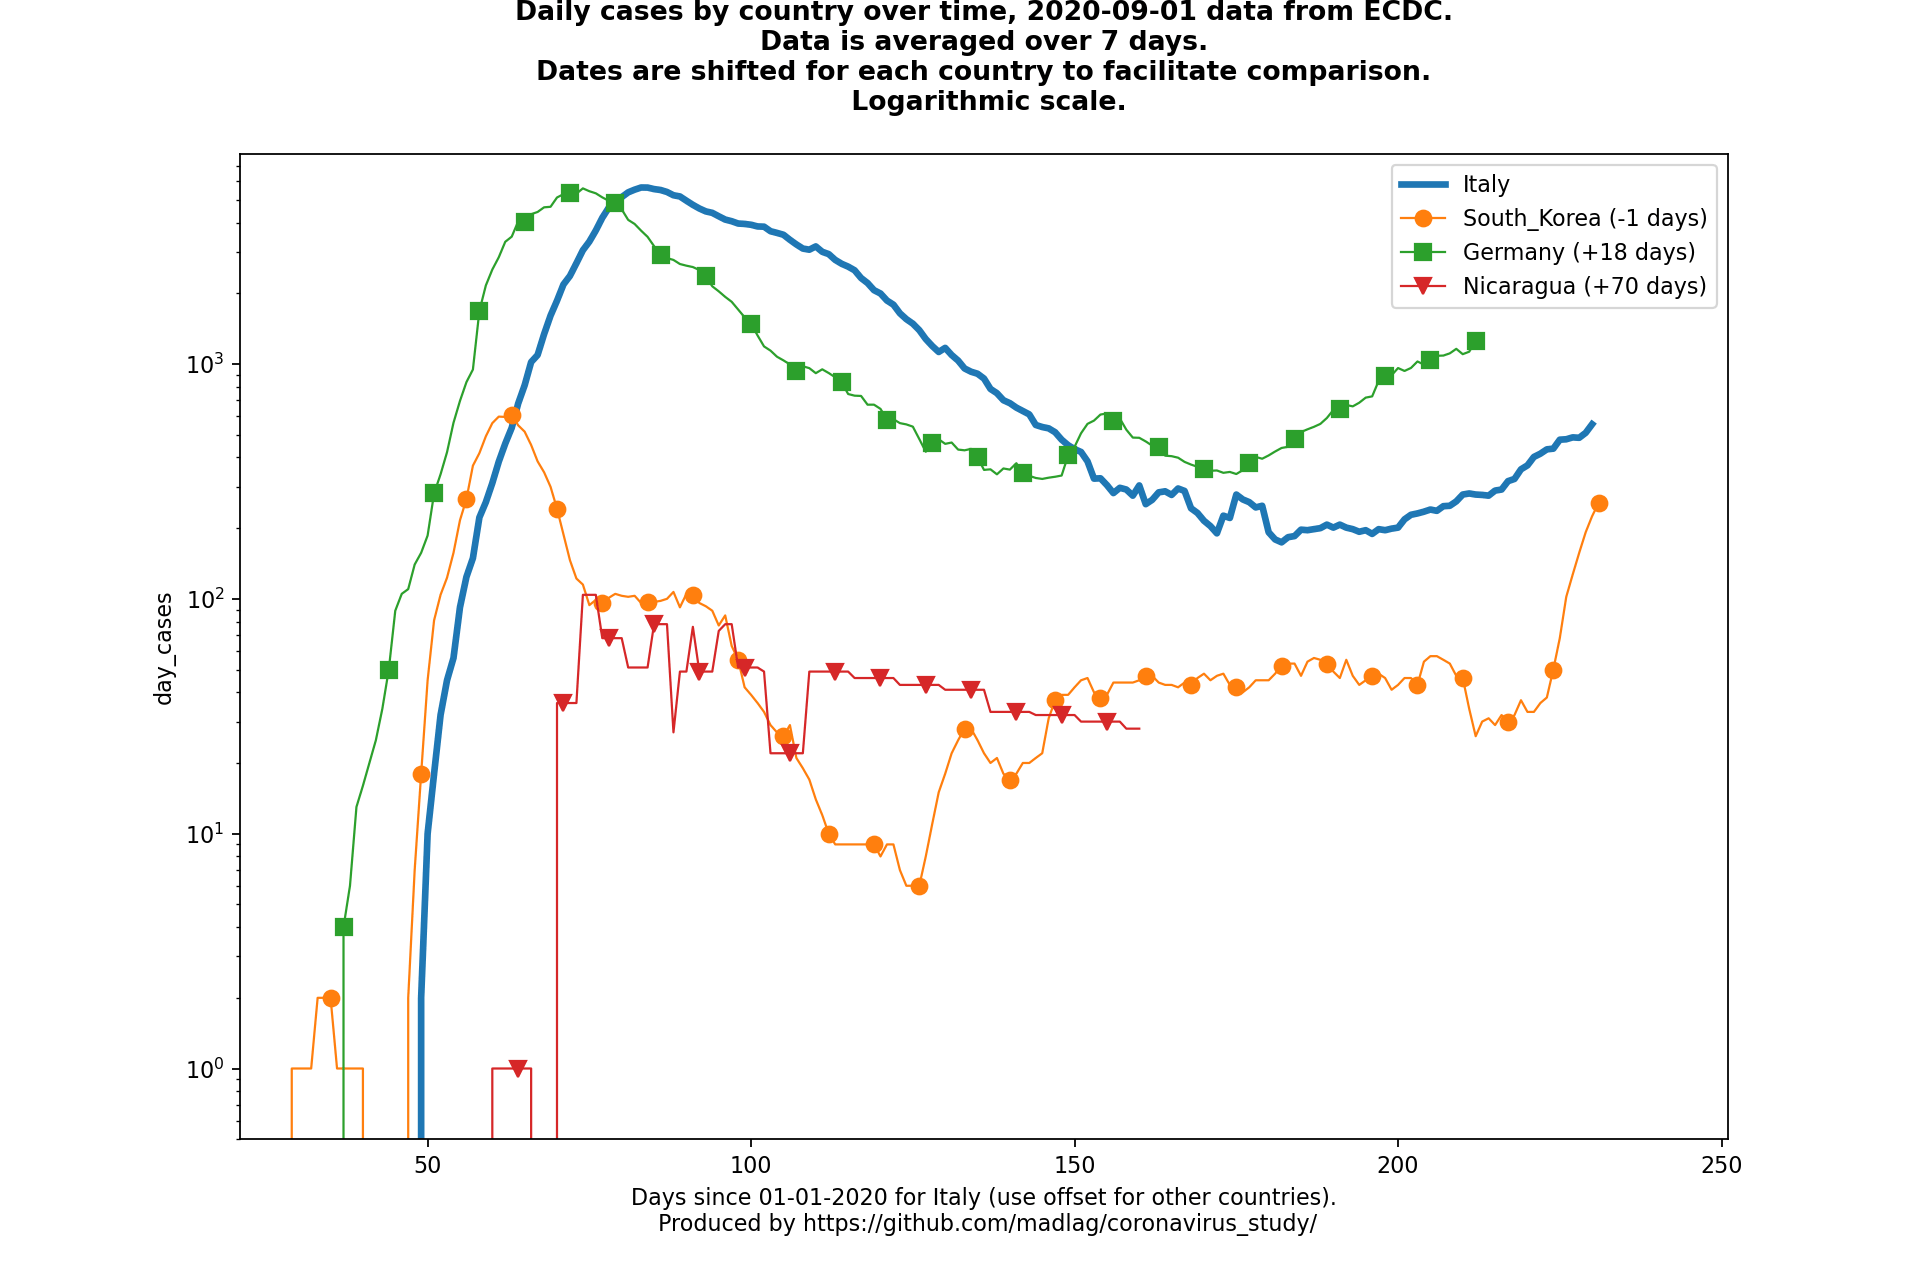 Daily cases by country over time, 2020-09-01 data from ECDC.
Data is averaged over 7 days.
Dates are shifted for each country to facilitate comparison.
Logarithmic scale.
Italy
South_Korea (-1 days)
Germany (+18 days)
Nicaragua (+70 days)
day_cases
10³
10²
10¹
10⁰
50 100 150 200 250
Days since 01-01-2020 for Italy (use offset for other countries).
Produced by https://github.com/madlag/coronavirus_study/